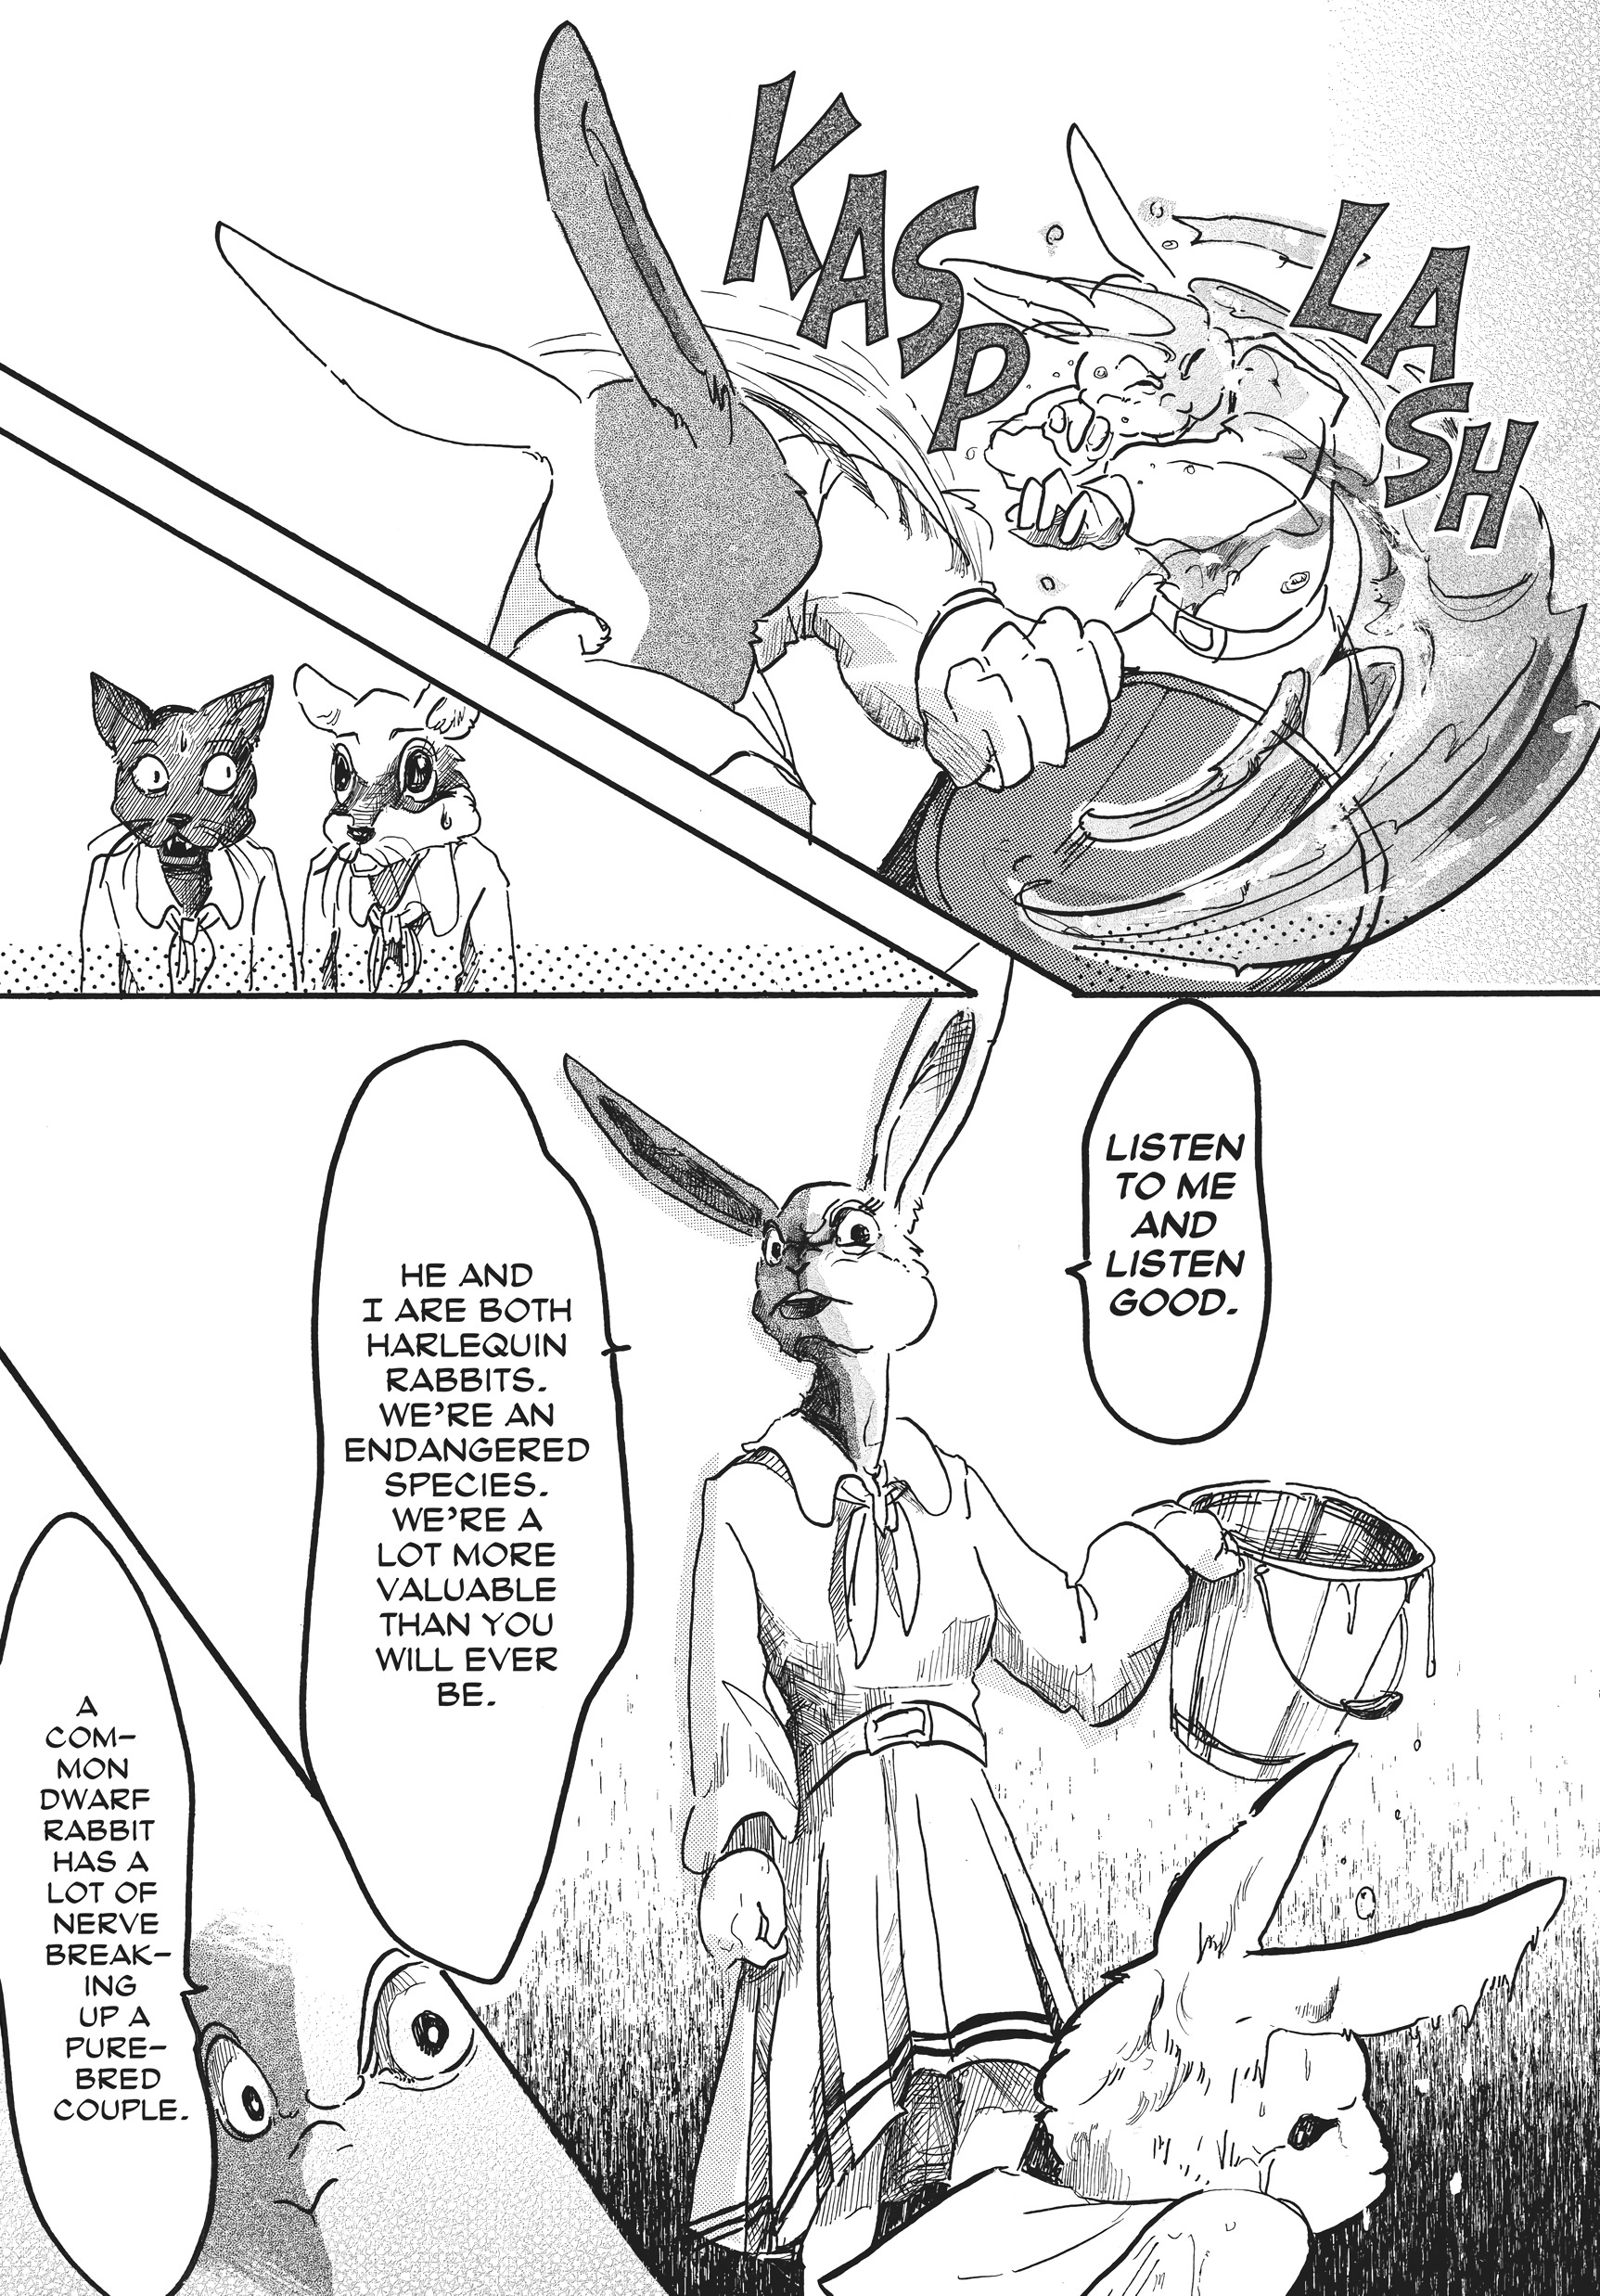 KASP
LASH
LISTEN
TO ME
AND
LISTEN
GOOD.
HE AND
I ARE BOTH
HARLEQUIN
RABBITS.
WE'RE AN
ENDANGERED
SPECIES.
WE'RE A
LOT MORE
VALUABLE
THAN YOU
WILL EVER
BE.
A
COM-
MON
DWARF
RABBIT
HAS A
LOT OF
NERVE
BREAK-
ING
UP A
PURE-
BRED
COUPLE.